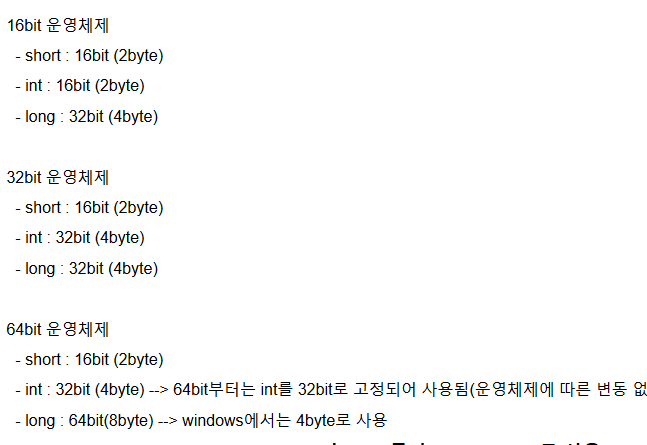 16bit 운영체제
- short : 16bit (2byte)
- int : 16bit (2byte)
- long : 32bit (4byte)
32bit 운영체제
- short : 16bit (2byte)
- int : 32bit (4byte)
- long : 32bit (4byte)
64bit 운영체제
- short : 16bit (2byte)
- int : 32bit (4byte) --> 64bit부터는 int를 32bit로 고정되어 사용됨(운영체제에 따른 변동 없
- long : 64bit(8byte) --> windows에서는 4byte로 사용